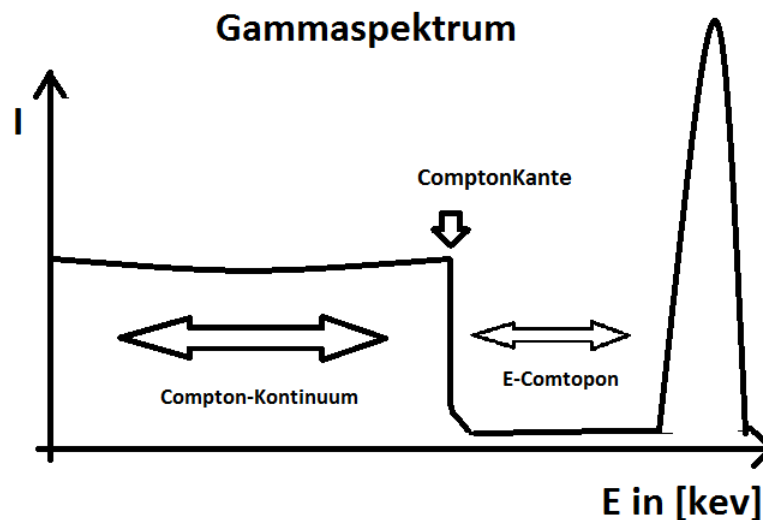 Gammaspektrum
I
ComptonKante
E-Comtopon
Compton-Kontinuum
E in [kev]